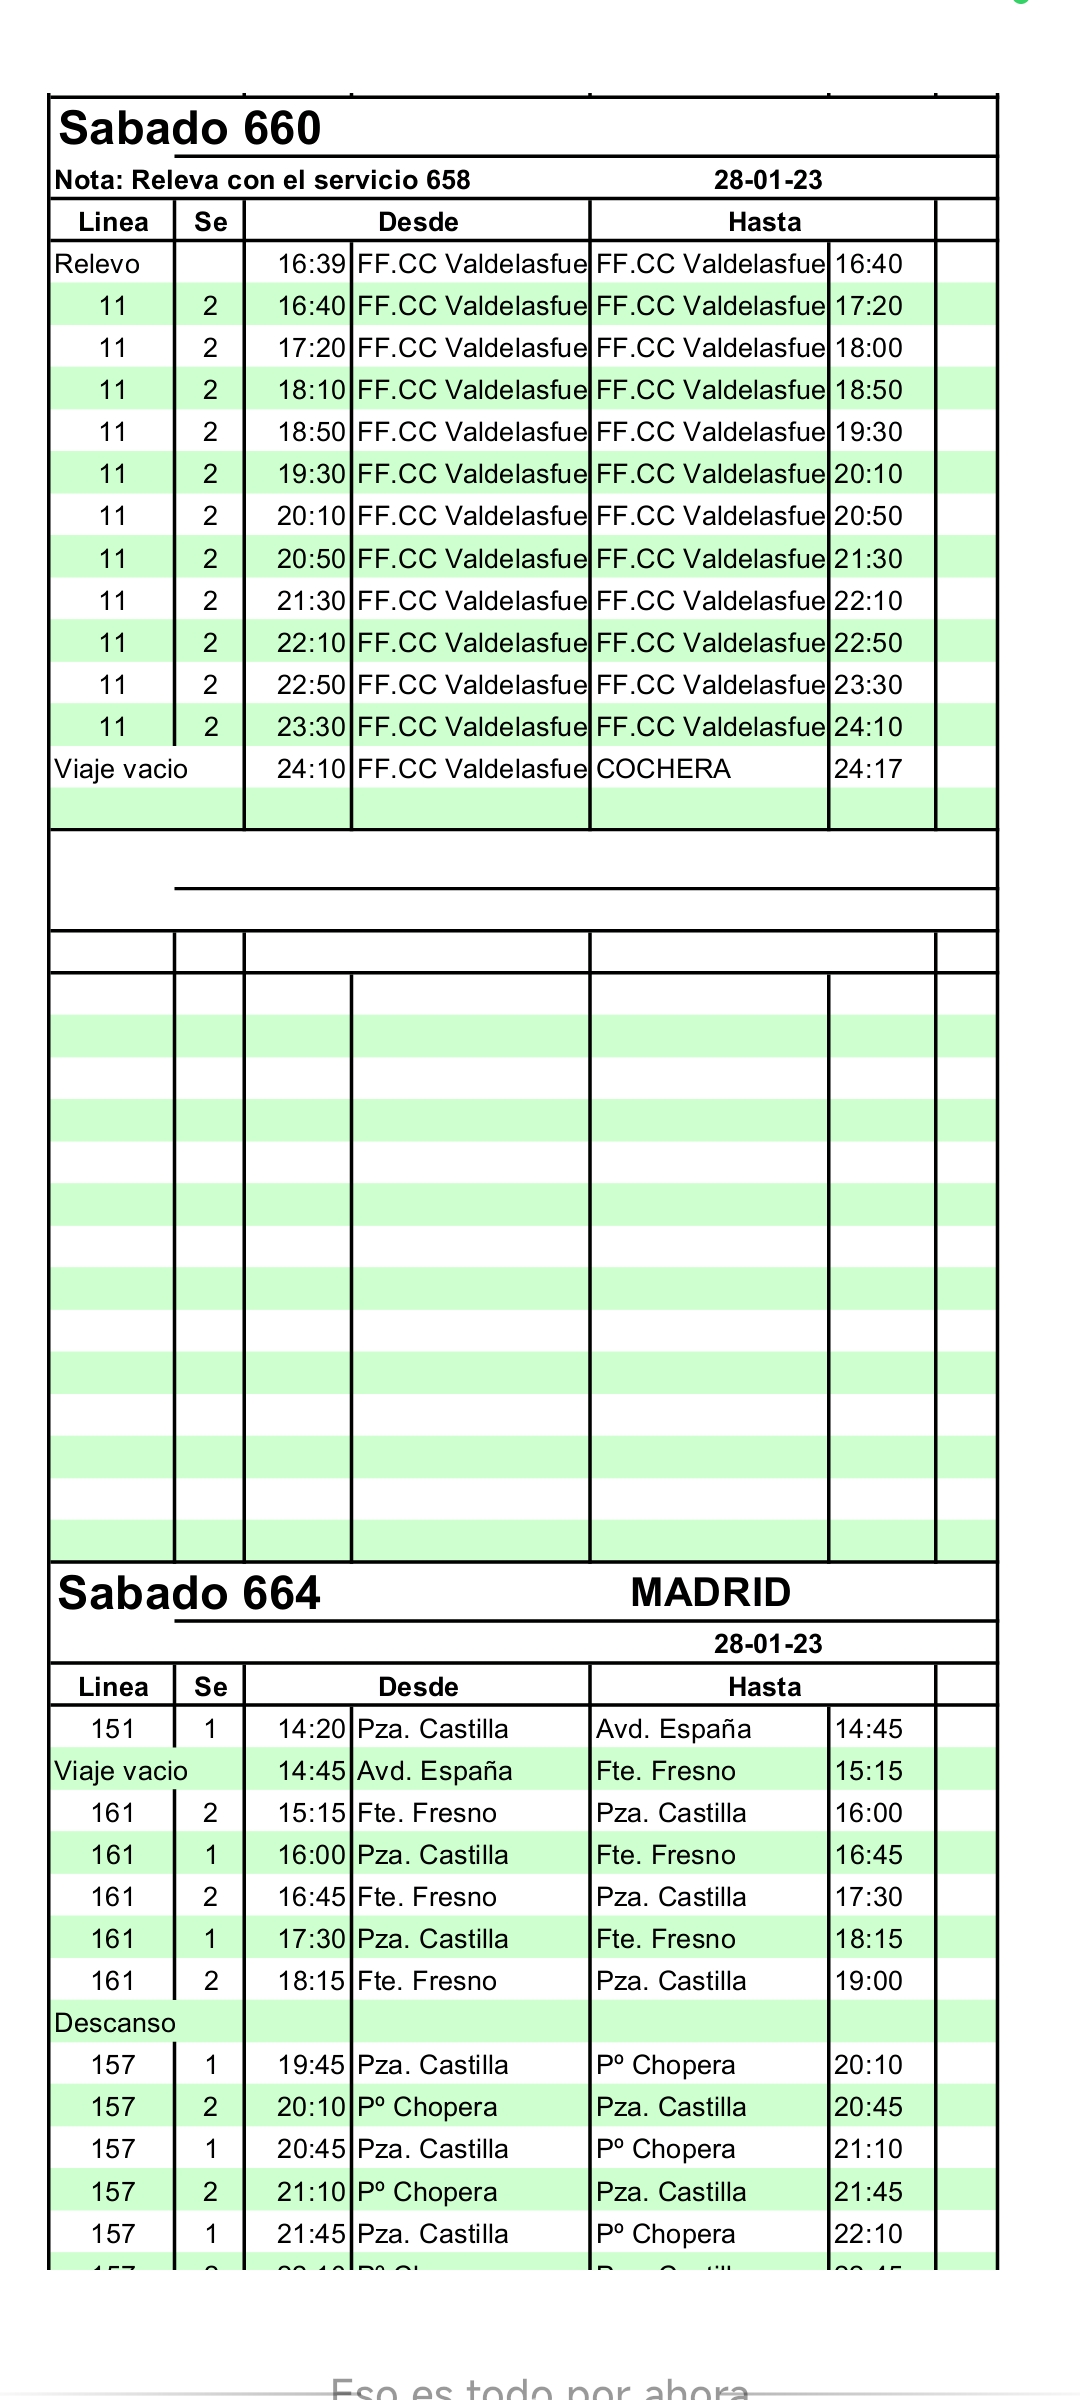 Sabado 660
Nota: Releva con el servicio 658 28-01-23
Linea Se Desde Hasta
Relevo 16:39 FF.CC Valdelasfue FF.CC Valdelasfue 16:40
11 2 16:40 FF.CC Valdelasfue FF.CC Valdelasfue 17:20
11 2 17:20 FF.CC Valdelasfue FF.CC Valdelasfue 18:00
11 2 18:10 FF.CC Valdelasfue FF.CC Valdelasfue 18:50
11 2 18:50 FF.CC Valdelasfue FF.CC Valdelasfue 19:30
11 2 19:30 FF.CC Valdelasfue FF.CC Valdelasfue 20:10
11 2 20:10 FF.CC Valdelasfue FF.CC Valdelasfue 20:50
11 2 20:50 FF.CC Valdelasfue FF.CC Valdelasfue 21:30
11 2 21:30 FF.CC Valdelasfue FF.CC Valdelasfue 22:10
11 2 22:10 FF.CC Valdelasfue FF.CC Valdelasfue 22:50
11 2 22:50 FF.CC Valdelasfue FF.CC Valdelasfue 23:30
11 2 23:30 FF.CC Valdelasfue FF.CC Valdelasfue 24:10
Viaje vacio 24:10 FF.CC Valdelasfue COCHERA 24:17
Sabado 664 MADRID
28-01-23
Linea Se Desde Hasta
151 1 14:20 Pza. Castilla Avd. España 14:45
Viaje vacio 14:45 Avd. España Fte. Fresno 15:15
161 2 15:15 Fte. Fresno Pza. Castilla 16:00
161 1 16:00 Pza. Castilla Fte. Fresno 16:45
161 2 16:45 Fte. Fresno Pza. Castilla 17:30
161 1 17:30 Pza. Castilla Fte. Fresno 18:15
161 2 18:15 Fte. Fresno Pza. Castilla 19:00
Descanso
157 1 19:45 Pza. Castilla Pº Chopera 20:10
157 2 20:10 Pº Chopera Pza. Castilla 20:45
157 1 20:45 Pza. Castilla Pº Chopera 21:10
157 2 21:10 Pº Chopera Pza. Castilla 21:45
157 1 21:45 Pza. Castilla Pº Chopera 22:10
Eso es todo por ahora